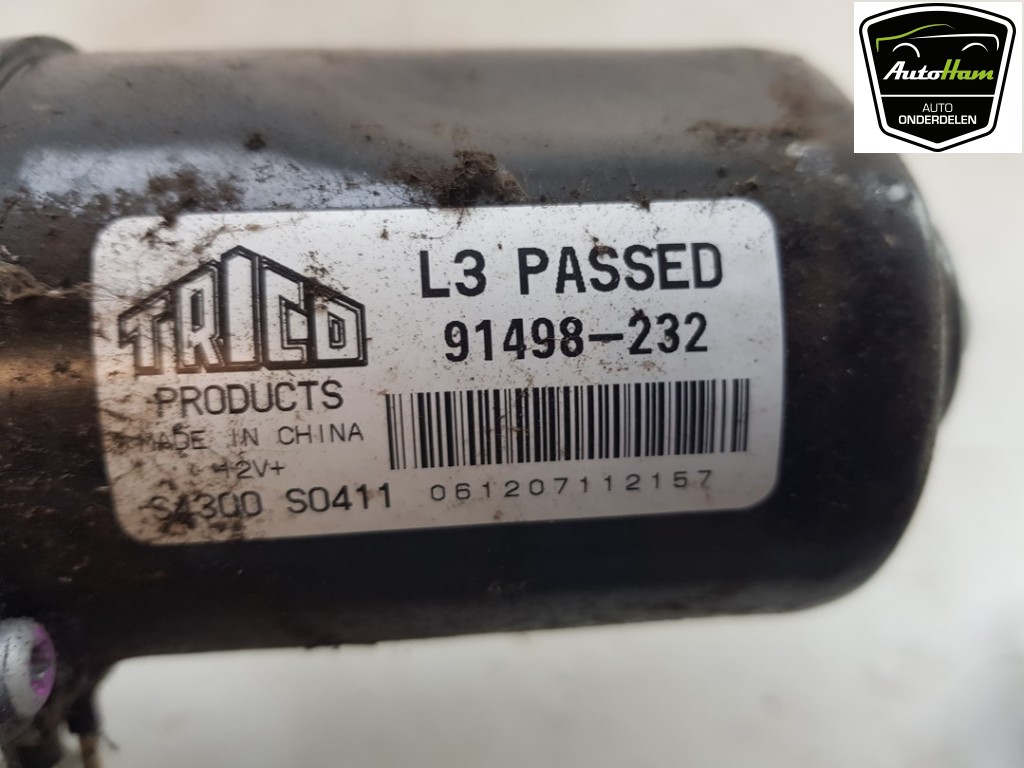 AutoHam
AUTO
ONDERDELEN
TRICO
PRODUCTS
MADE IN CHINA
12V+
S4300 S0411
L3 PASSED
91498-232
061207112157